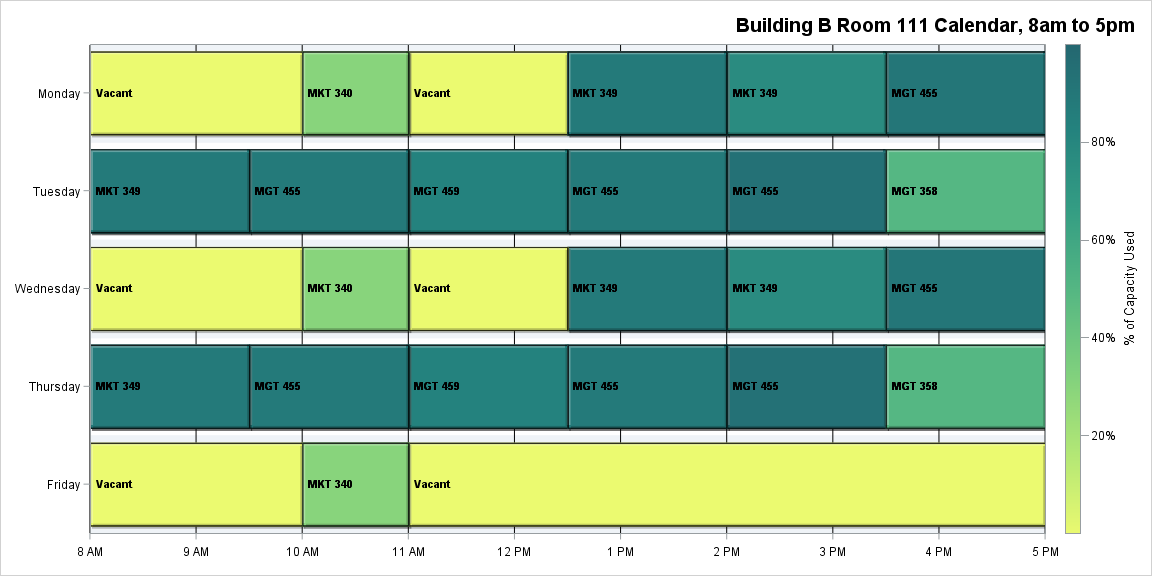 Building B Room 111 Calendar, 8am to 5pm
Monday
Vacant
MKT 340
Vacant
MKT 349
MKT 349
MGT 455
Tuesday
MKT 349
MGT 455
MGT 459
MGT 455
MGT 455
MGT 358
Wednesday
Vacant
MKT 340
Vacant
MKT 349
MKT 349
MGT 455
Thursday
MKT 349
MGT 455
MGT 459
MGT 455
MGT 455
MGT 358
Friday
Vacant
MKT 340
Vacant
8 AM
9 AM
10 AM
11 AM
12 PM
1 PM
2 PM
3 PM
4 PM
5 PM
80%
60%
40%
20%
% of Capacity Used